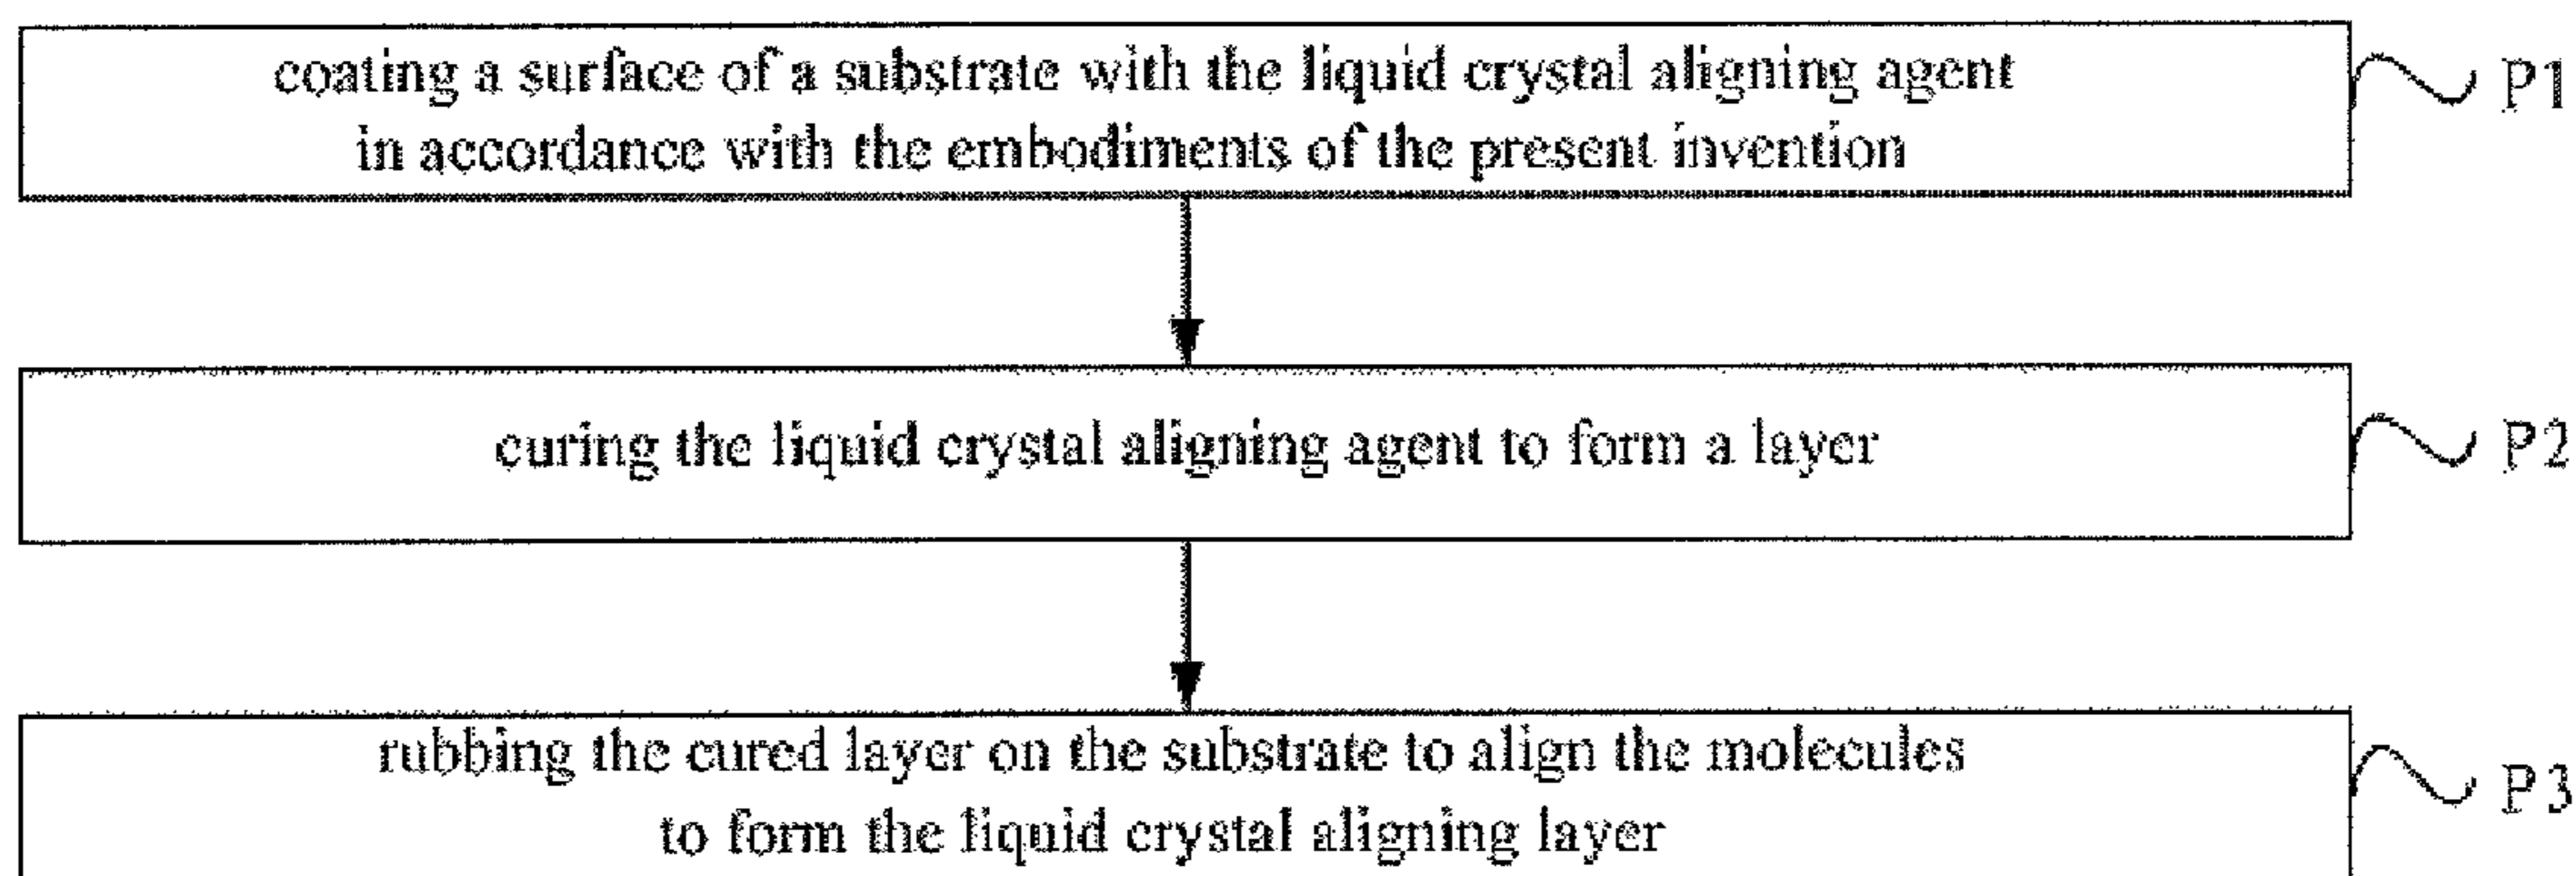 coating a surface of a substrate with the liquid crystal aligning agent
in accordance with the embodiments of the present invention
P1
curing the liquid crystal aligning agent to form a layer
P2
rubbing the cured layer on the substrate to align the molecules
to form the liquid crystal aligning layer
P3